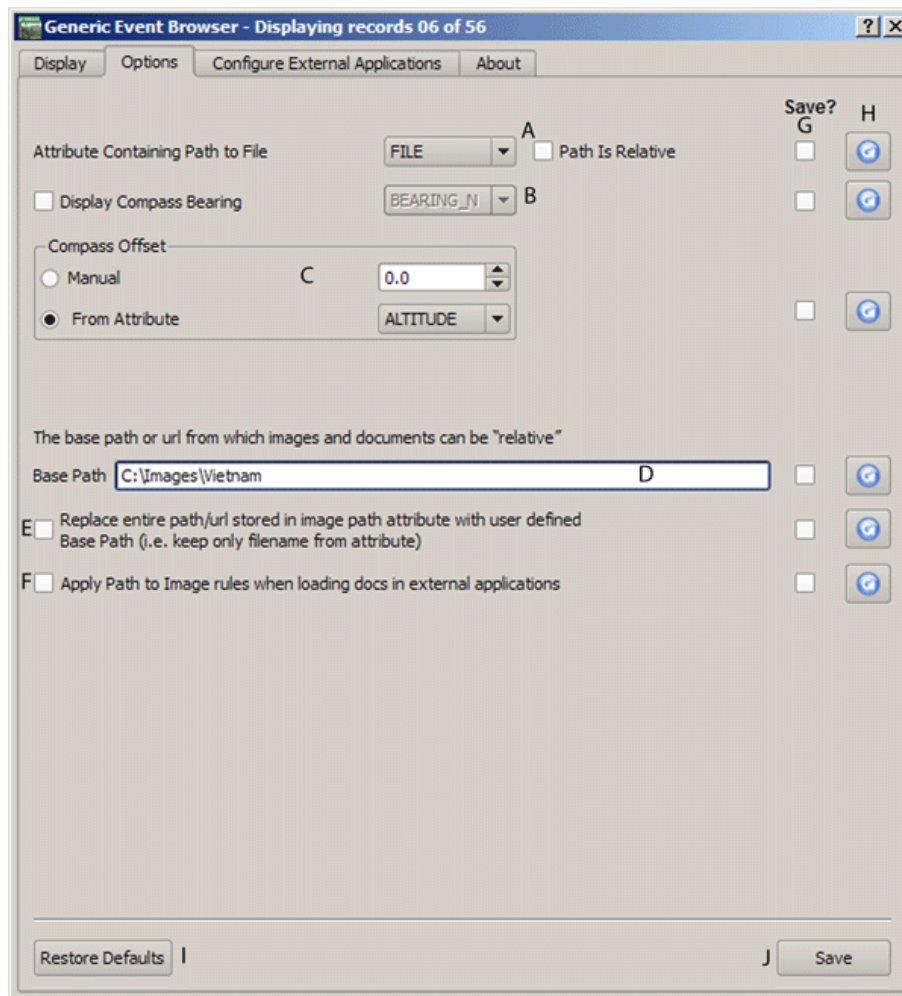 Generic Event Browser - Displaying records 06 of 56
Display Options Configure External Applications About
Save?
A G H
Attribute Containing Path to File FILE Path Is Relative
Display Compass Bearing BEARING_N B
Compass Offset
Manual C 0.0
From Attribute ALTITUDE
The base path or url from which images and documents can be "relative"
Base Path C:\Images\Vietnam D
E Replace entire path/url stored in image path attribute with user defined
Base Path (i.e. keep only filename from attribute)
F Apply Path to Image rules when loading docs in external applications
Restore Defaults I J Save